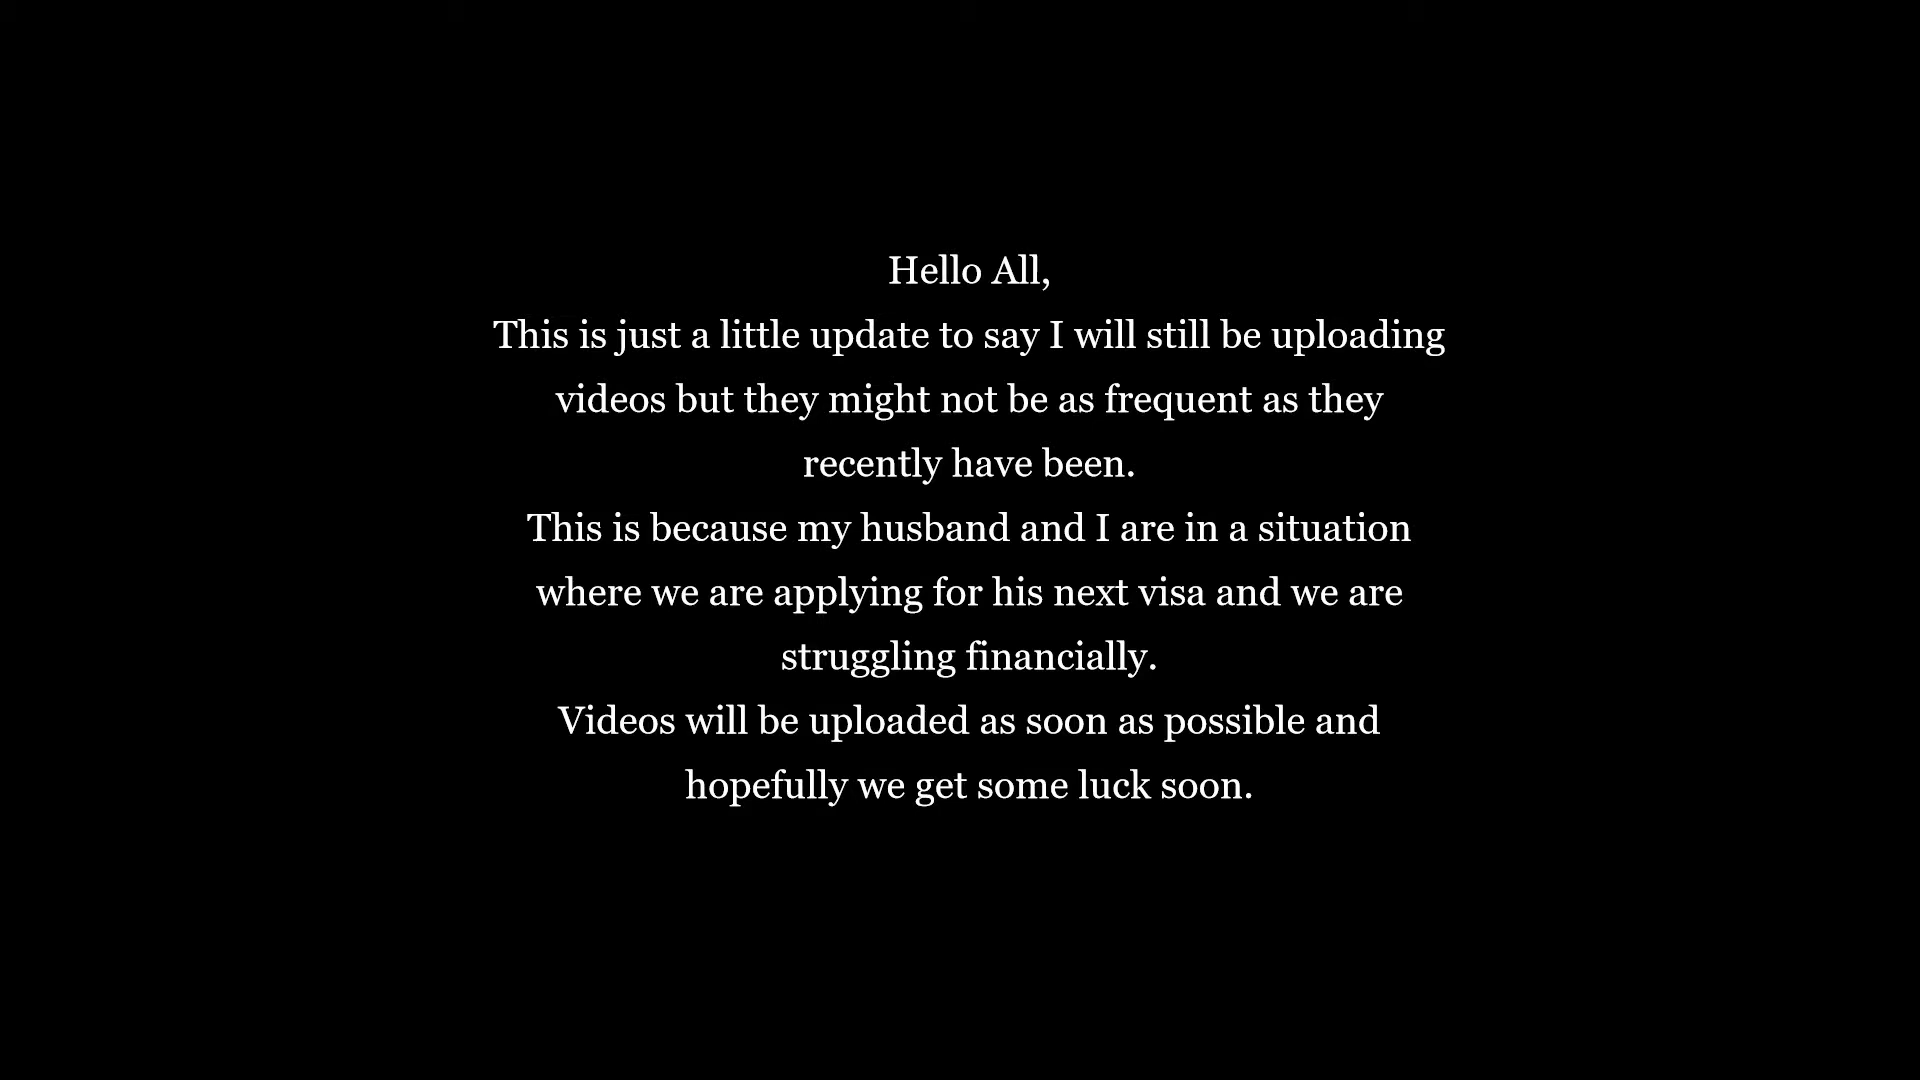 Hello All,
This is just a little update to say I will still be uploading
videos but they might not be as frequent as they
recently have been.
This is because my husband and I are in a situation
where we are applying for his next visa and we are
struggling financially.
Videos will be uploaded as soon as possible and
hopefully we get some luck soon.